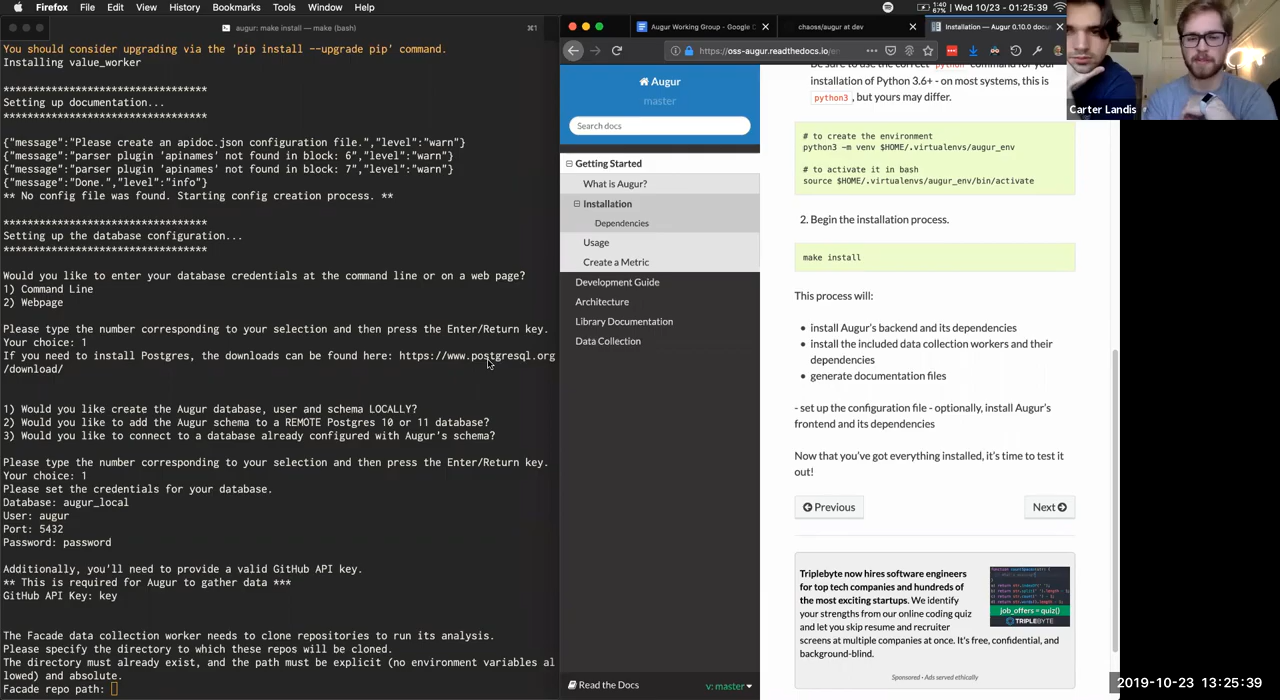 Firefox File Edit View History Bookmarks Tools Window Help
1:40
67%
Wed 10/23 - 01:25:39
augur: make install — make (bash)
⌘1
You should consider upgrading via the 'pip install --upgrade pip' command.
Installing value_worker
**********************************
Setting up documentation...
**********************************
{"message":"Please create an apidoc.json configuration file.","level":"warn"}
{"message":"parser plugin 'apinames' not found in block: 6","level":"warn"}
{"message":"parser plugin 'apinames' not found in block: 7","level":"warn"}
{"message":"Done.","level":"info"}
** No config file was found. Starting config creation process. **
**********************************
Setting up the database configuration...
**********************************
Would you like to enter your database credentials at the command line or on a web page?
1) Command Line
2) Webpage
Please type the number corresponding to your selection and then press the Enter/Return key.
Your choice: 1
If you need to install Postgres, the downloads can be found here: https://www.postgresql.org
/download/
1) Would you like create the Augur database, user and schema LOCALLY?
2) Would you like to add the Augur schema to a REMOTE Postgres 10 or 11 database?
3) Would you like to connect to a database already configured with Augur's schema?
Please type the number corresponding to your selection and then press the Enter/Return key.
Your choice: 1
Please set the credentials for your database.
Database: augur_local
User: augur
Port: 5432
Password: password
Additionally, you'll need to provide a valid GitHub API key.
** This is required for Augur to gather data ***
GitHub API Key: key
The Facade data collection worker needs to clone repositories to run its analysis.
Please specify the directory to which these repos will be cloned.
The directory must already exist, and the path must be explicit (no environment variables al
lowed) and absolute.
Facade repo path:
Augur Working Group - Google D
chaoss/augur at dev
Installation — Augur 0.10.0 docu
https://oss-augur.readthedocs.io/en
Augur
master
Search docs
Getting Started
What is Augur?
Installation
Dependencies
Usage
Create a Metric
Development Guide
Architecture
Library Documentation
Data Collection
Read the Docs
v: master
Be sure to use the correct python command for your
installation of Python 3.6+ - on most systems, this is
python3 , but yours may differ.
# to create the environment
python3 -m venv $HOME/.virtualenvs/augur_env
# to activate it in bash
source $HOME/.virtualenvs/augur_env/bin/activate
2. Begin the installation process.
make install
This process will:
• install Augur's backend and its dependencies
• install the included data collection workers and their
dependencies
• generate documentation files
- set up the configuration file - optionally, install Augur's
frontend and its dependencies
Now that you've got everything installed, it's time to test it
out!
Previous
Next
Triplebyte now hires software engineers
for top tech companies and hundreds of
the most exciting startups. We identify
your strengths from our online coding quiz
and let you skip resume and recruiter
screens at multiple companies at once. It's free, confidential, and
background-blind.
job_offers = quiz()
TRIPLEBYTE
Sponsored · Ads served ethically
Carter Landis
2019-10-23 13:25:39